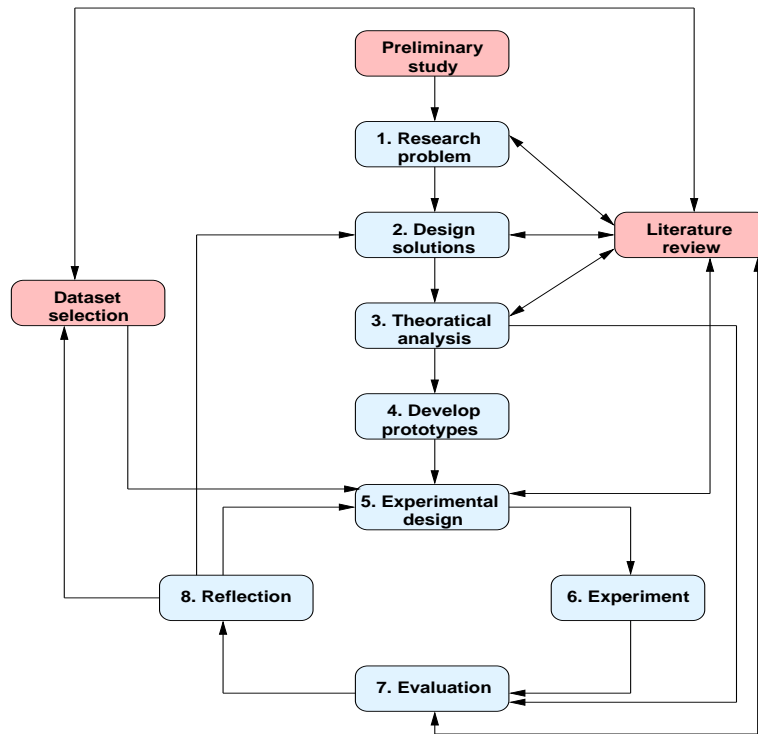 Preliminary
study
1. Research
problem
2. Design
solutions
Literature
review
Dataset
selection
3. Theoratical
analysis
4. Develop
prototypes
5. Experimental
design
8. Reflection
6. Experiment
7. Evaluation